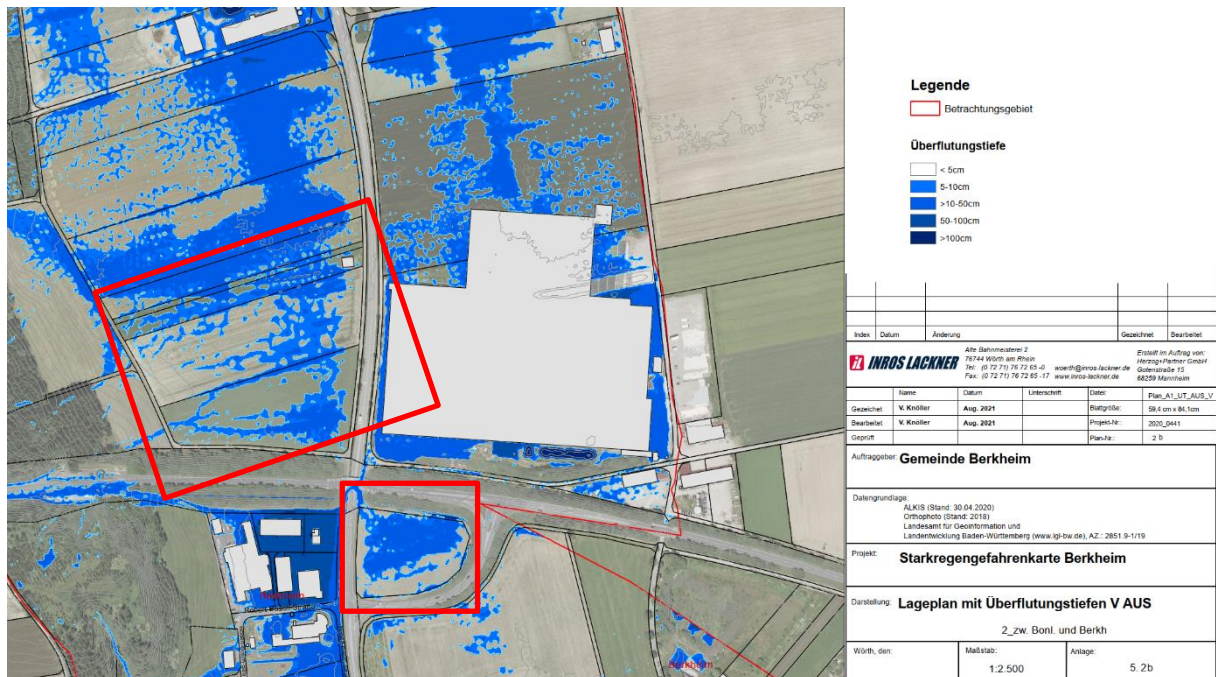 Legende
Betrachtungsgebiet
Überflutungstiefe
< 5cm
5-10cm
>10-50cm
50-100cm
>100cm
Index Datum Änderung Gezeichnet Bearbeitet
INROS LACKNER
Alte Bahnmeisterei 2
76744 Wörth am Rhein
Tel: (0 72 71) 76 72 65 -0 woerth@inros-lackner.de
Fax: (0 72 71) 76 72 65 -17 www.inros-lackner.de
Erstellt im Auftrag von:
Herzog+Partner GmbH
Gotenstraße 15
68259 Mannheim
Name Datum Unterschrift Datei: Plan_A1_UT_AUS_V
Gezeichnet V. Knöller Aug. 2021 Blattgröße: 59,4 cm x 84,1cm
Bearbeitet V. Knöller Aug. 2021 Projekt-Nr.: 2020_0441
Geprüft Plan-Nr.: 2 b
Auftraggeber: Gemeinde Berkheim
Datengrundlage:
ALKIS (Stand: 30.04.2020)
Orthophoto (Stand: 2018)
Landesamt für Geoinformation und
Landentwicklung Baden-Württemberg (www.lgl-bw.de), AZ.: 2851.9-1/19
Projekt: Starkregengefahrenkarte Berkheim
Darstellung: Lageplan mit Überflutungstiefen V AUS
2_zw. Bonl. und Berkh
Wörth, den: Maßstab: Anlage:
1:2.500 5. 2b
Berkheim